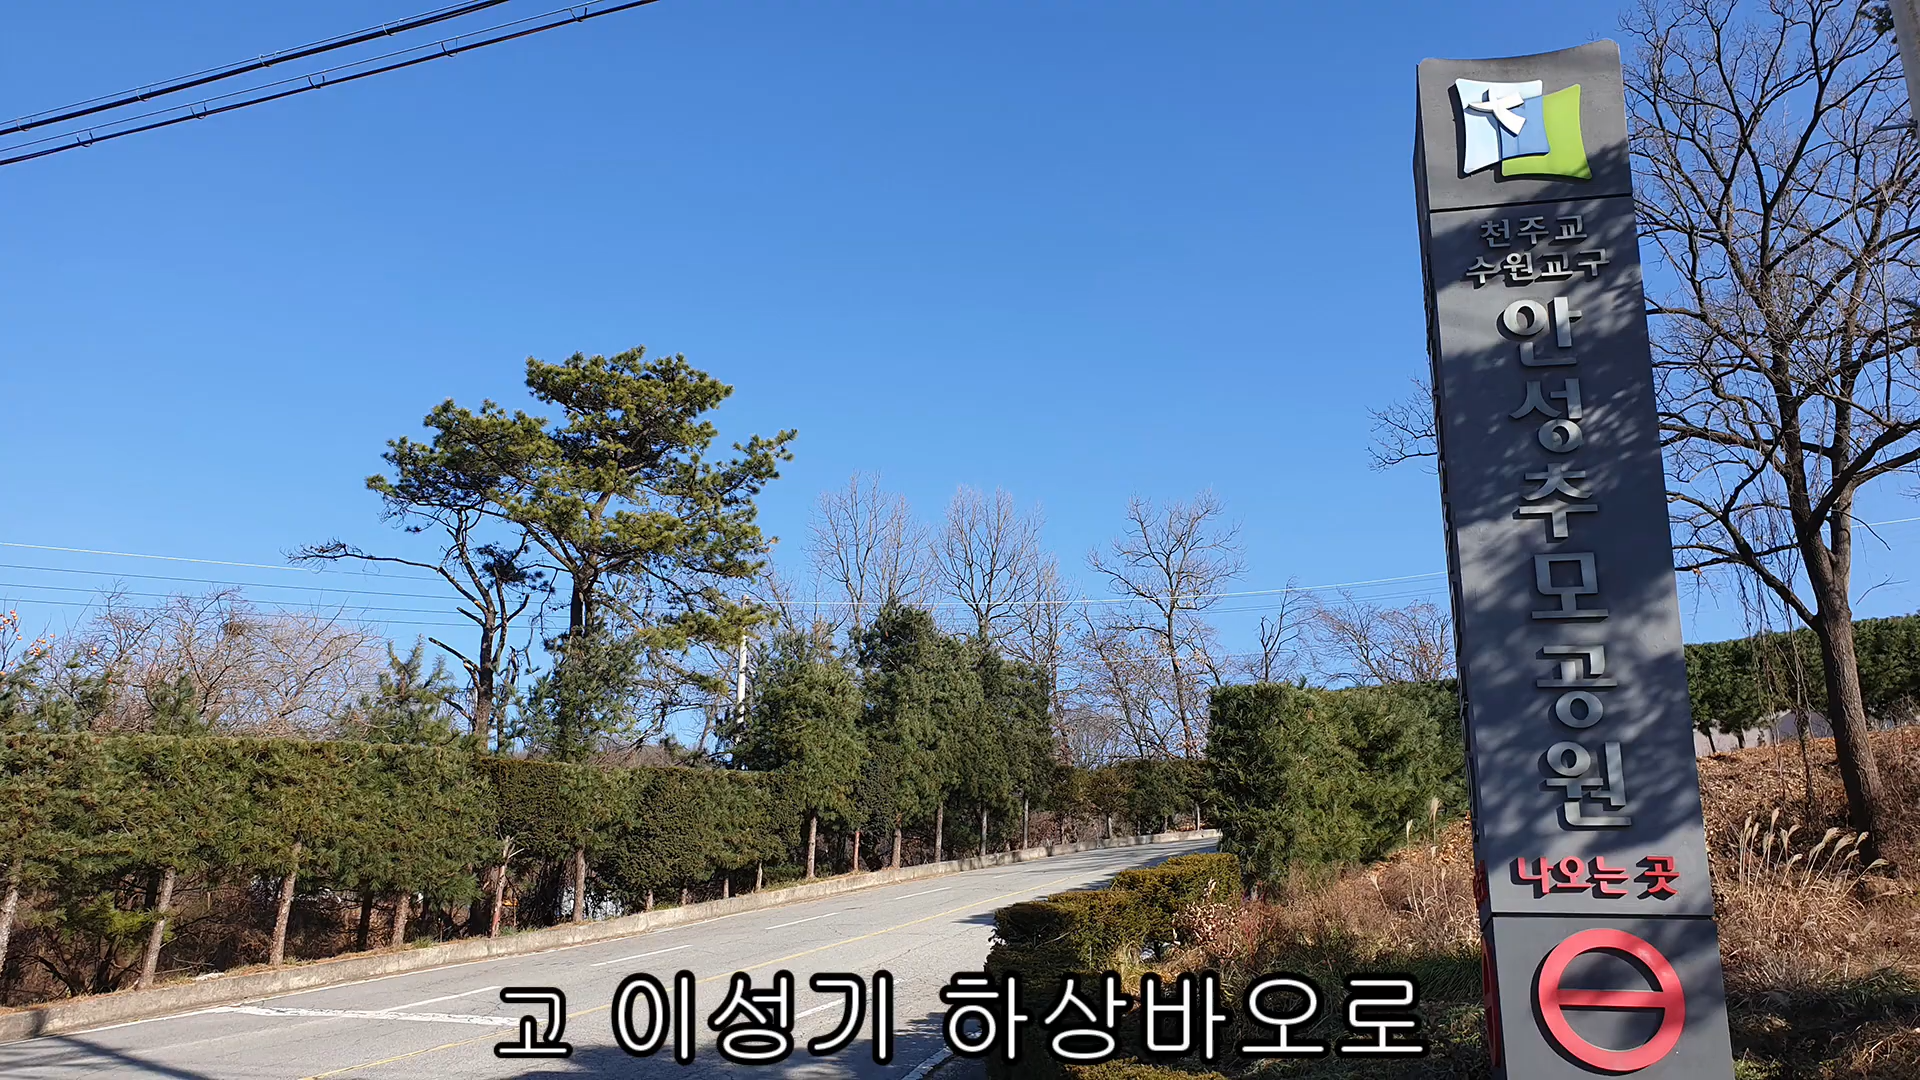 천주교
수원교구
안성추모공원
나오는 곳
고 이성기 하상바오로